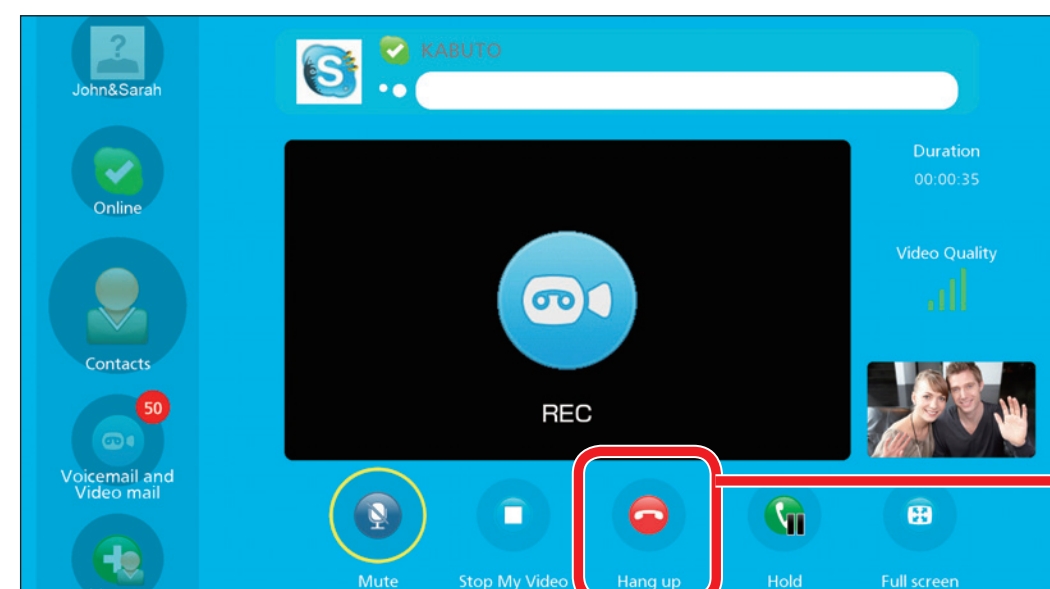 John&Sarah
Online
Contacts
50
Voicemail and
Video mail
S
KABUTO
REC
Duration
00:00:35
Video Quality
Mute
Stop My Video
Hang up
Hold
Full screen